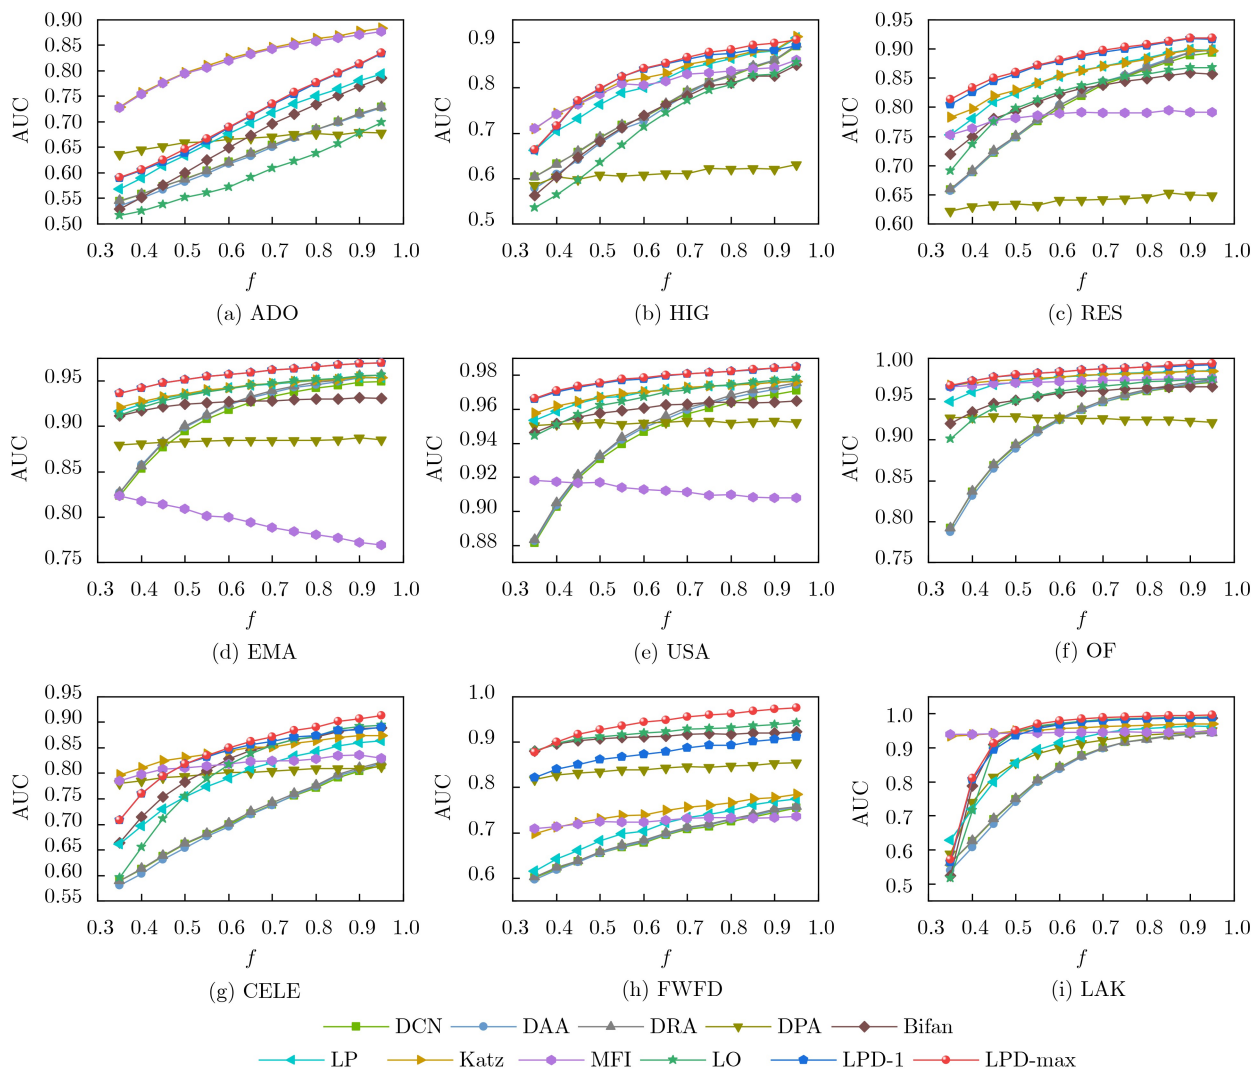 0.90
0.85
0.80
0.75
0.70
0.65
0.60
0.55
0.50
AUC
0.3 0.4 0.5 0.6 0.7 0.8 0.9 1.0
f
(a) ADO
0.9
0.8
0.7
0.6
0.5
AUC
0.3 0.4 0.5 0.6 0.7 0.8 0.9 1.0
f
(b) HIG
0.95
0.90
0.85
0.80
0.75
0.70
0.65
0.60
AUC
0.3 0.4 0.5 0.6 0.7 0.8 0.9 1.0
f
(c) RES
0.95
0.90
0.85
0.80
0.75
AUC
0.3 0.4 0.5 0.6 0.7 0.8 0.9 1.0
f
(d) EMA
0.98
0.96
0.94
0.92
0.90
0.88
AUC
0.3 0.4 0.5 0.6 0.7 0.8 0.9 1.0
f
(e) USA
1.00
0.95
0.90
0.85
0.80
0.75
AUC
0.3 0.4 0.5 0.6 0.7 0.8 0.9 1.0
f
(f) OF
0.95
0.90
0.85
0.80
0.75
0.70
0.65
0.60
0.55
AUC
0.3 0.4 0.5 0.6 0.7 0.8 0.9 1.0
f
(g) CELE
1.0
0.9
0.8
0.7
0.6
AUC
0.3 0.4 0.5 0.6 0.7 0.8 0.9 1.0
f
(h) FWFD
1.0
0.9
0.8
0.7
0.6
0.5
AUC
0.3 0.4 0.5 0.6 0.7 0.8 0.9 1.0
f
(i) LAK
DCN DAA DRA DPA Bifan
LP Katz MFI LO LPD-1 LPD-max